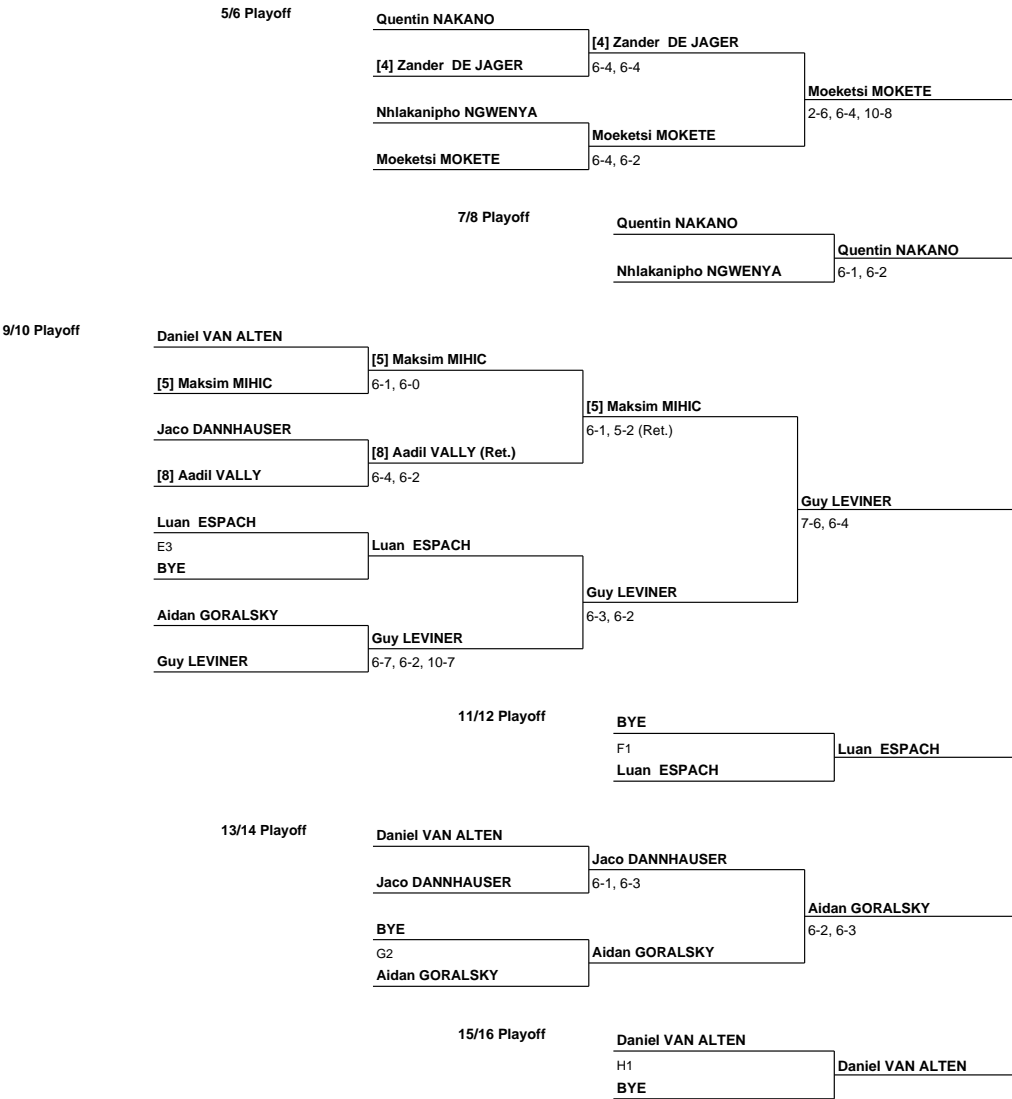 5/6 Playoff
Quentin NAKANO
[4] Zander DE JAGER
[4] Zander DE JAGER
6-4, 6-4
Moeketsi MOKETE
2-6, 6-4, 10-8
Nhlakanipho NGWENYA
Moeketsi MOKETE
Moeketsi MOKETE
6-4, 6-2
7/8 Playoff
Quentin NAKANO
Quentin NAKANO
Nhlakanipho NGWENYA
6-1, 6-2
9/10 Playoff
Daniel VAN ALTEN
[5] Maksim MIHIC
[5] Maksim MIHIC
6-1, 6-0
[5] Maksim MIHIC
6-1, 5-2 (Ret.)
Jaco DANNHAUSER
[8] Aadil VALLY (Ret.)
[8] Aadil VALLY
6-4, 6-2
Guy LEVINER
7-6, 6-4
Luan ESPACH
E3
Luan ESPACH
BYE
Guy LEVINER
6-3, 6-2
Aidan GORALSKY
Guy LEVINER
Guy LEVINER
6-7, 6-2, 10-7
11/12 Playoff
BYE
F1
Luan ESPACH
Luan ESPACH
13/14 Playoff
Daniel VAN ALTEN
Jaco DANNHAUSER
Jaco DANNHAUSER
6-1, 6-3
Aidan GORALSKY
6-2, 6-3
BYE
G2
Aidan GORALSKY
Aidan GORALSKY
15/16 Playoff
Daniel VAN ALTEN
H1
Daniel VAN ALTEN
BYE